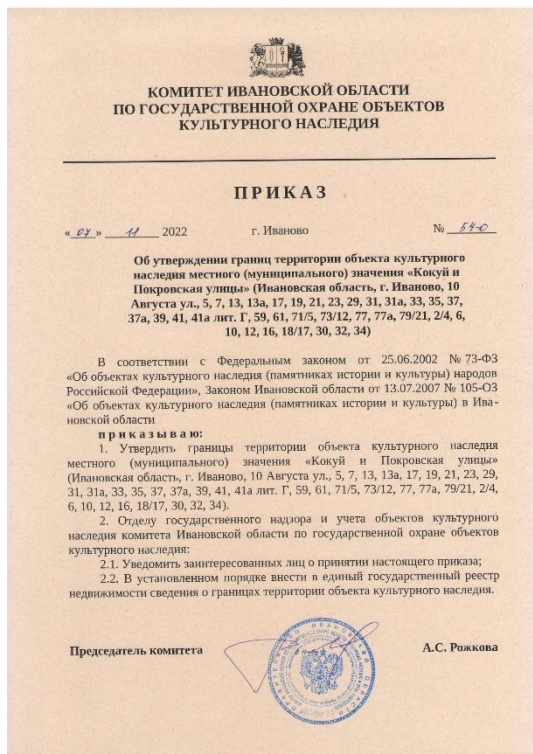 КОМИТЕТ ИВАНОВСКОЙ ОБЛАСТИ
ПО ГОСУДАРСТВЕННОЙ ОХРАНЕ ОБЪЕКТОВ
КУЛЬТУРНОГО НАСЛЕДИЯ
ПРИКАЗ
« 07 » 11 2022 г. Иваново № 54-о
Об утверждении границ территории объекта культурного
наследия местного (муниципального) значения «Кокуй и
Покровская улицы» (Ивановская область, г. Иваново, 10
Августа ул., 5, 7, 13, 13а, 17, 19, 21, 23, 29, 31, 31а, 33, 35, 37,
37а, 39, 41, 41а лит. Г, 59, 61, 71/5, 73/12, 77, 77а, 79/21, 2/4, 6,
10, 12, 16, 18/17, 30, 32, 34)
В соответствии с Федеральным законом от 25.06.2002 № 73-ФЗ
«Об объектах культурного наследия (памятниках истории и культуры) народов
Российской Федерации», Законом Ивановской области от 13.07.2007 № 105-ОЗ
«Об объектах культурного наследия (памятниках истории и культуры) в Ива-
новской области
приказываю:
1. Утвердить границы территории объекта культурного наследия
местного (муниципального) значения «Кокуй и Покровская улицы»
(Ивановская область, г. Иваново, 10 Августа ул., 5, 7, 13, 13а, 17, 19, 21, 23, 29,
31, 31а, 33, 35, 37, 37а, 39, 41, 41а лит. Г, 59, 61, 71/5, 73/12, 77, 77а, 79/21, 2/4,
6, 10, 12, 16, 18/17, 30, 32, 34).
2. Отделу государственного надзора и учета объектов культурного
наследия комитета Ивановской области по государственной охране объектов
культурного наследия:
2.1. Уведомить заинтересованных лиц о принятии настоящего приказа;
2.2. В установленном порядке внести в единый государственный реестр
недвижимости сведения о границах территории объекта культурного наследия.
Председатель комитета А.С. Рожкова